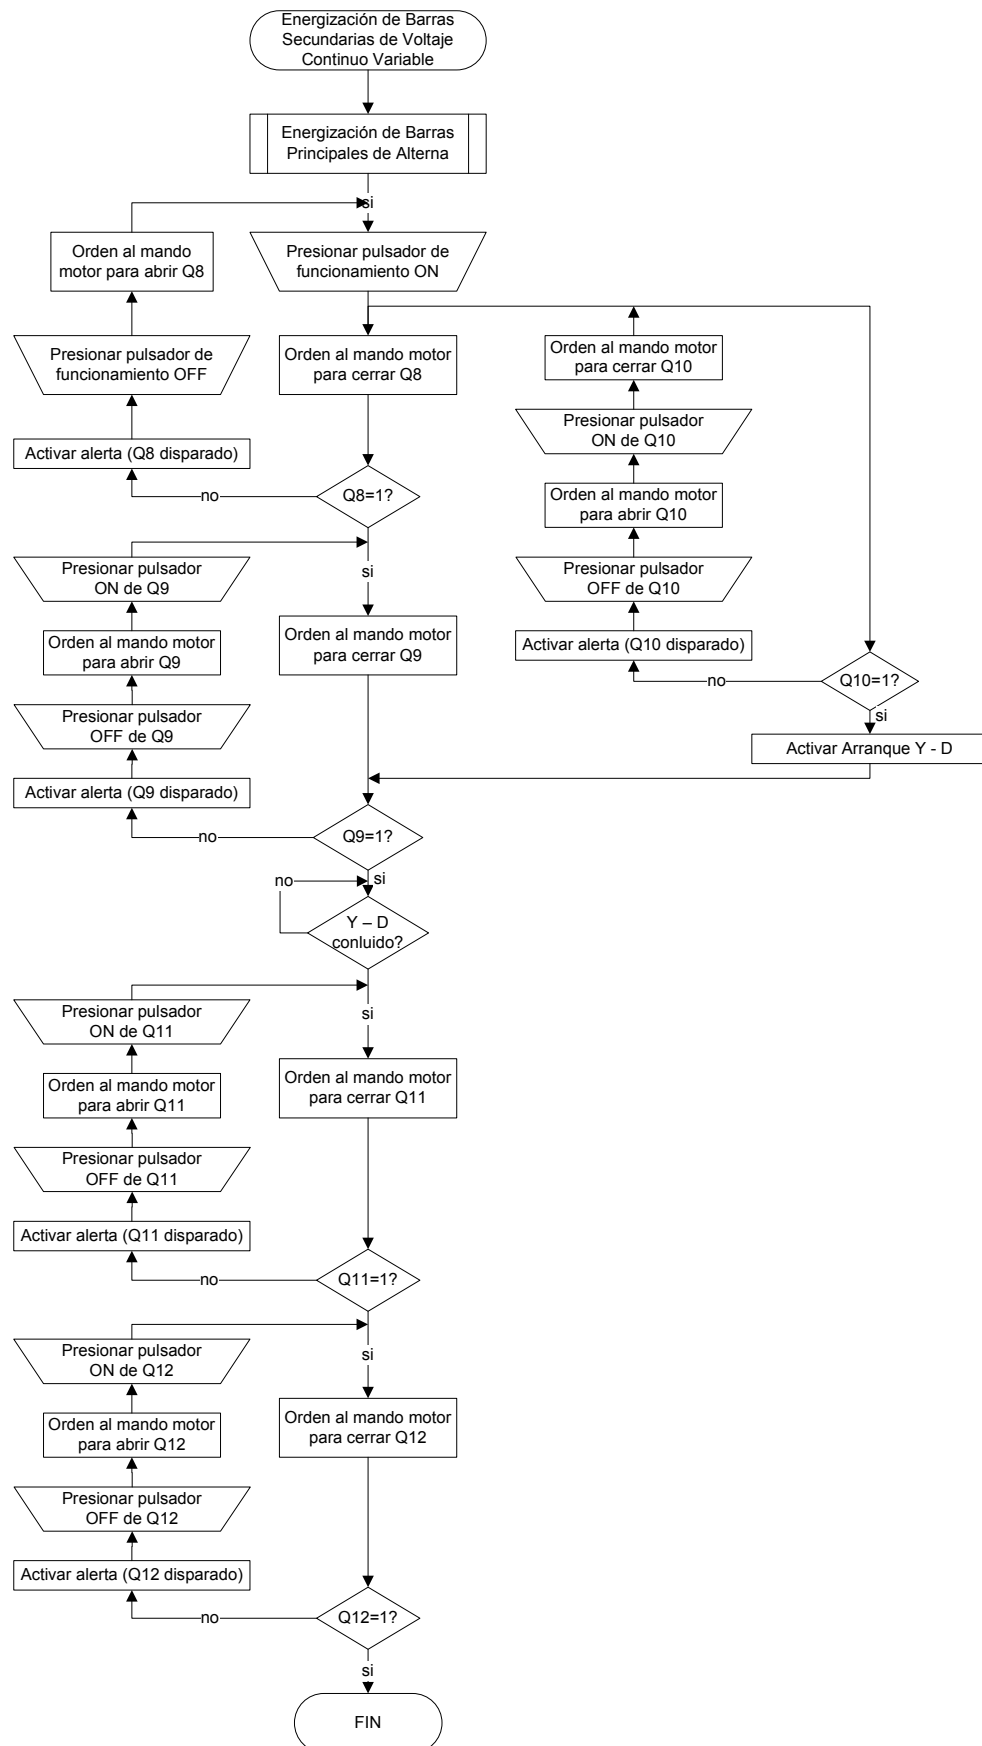 Energización de Barras
Secundarias de Voltaje
Continuo Variable
Energización de Barras
Principales de Alterna
si
Orden al mando
motor para abrir Q8
Presionar pulsador de
funcionamiento ON
Presionar pulsador de
funcionamiento OFF
Orden al mando motor
para cerrar Q8
Orden al mando motor
para cerrar Q10
Presionar pulsador
ON de Q10
Activar alerta (Q8 disparado)
no
Q8=1?
Orden al mando motor
para abrir Q10
Presionar pulsador
ON de Q9
si
Presionar pulsador
OFF de Q10
Orden al mando motor
para abrir Q9
Orden al mando motor
para cerrar Q9
Activar alerta (Q10 disparado)
no
Q10=1?
si
Presionar pulsador
OFF de Q9
Activar Arranque Y - D
Activar alerta (Q9 disparado)
no
Q9=1?
no
si
Y – D
conluido?
Presionar pulsador
ON de Q11
si
Orden al mando motor
para abrir Q11
Orden al mando motor
para cerrar Q11
Presionar pulsador
OFF de Q11
Activar alerta (Q11 disparado)
no
Q11=1?
Presionar pulsador
ON de Q12
si
Orden al mando motor
para abrir Q12
Orden al mando motor
para cerrar Q12
Presionar pulsador
OFF de Q12
Activar alerta (Q12 disparado)
no
Q12=1?
si
FIN